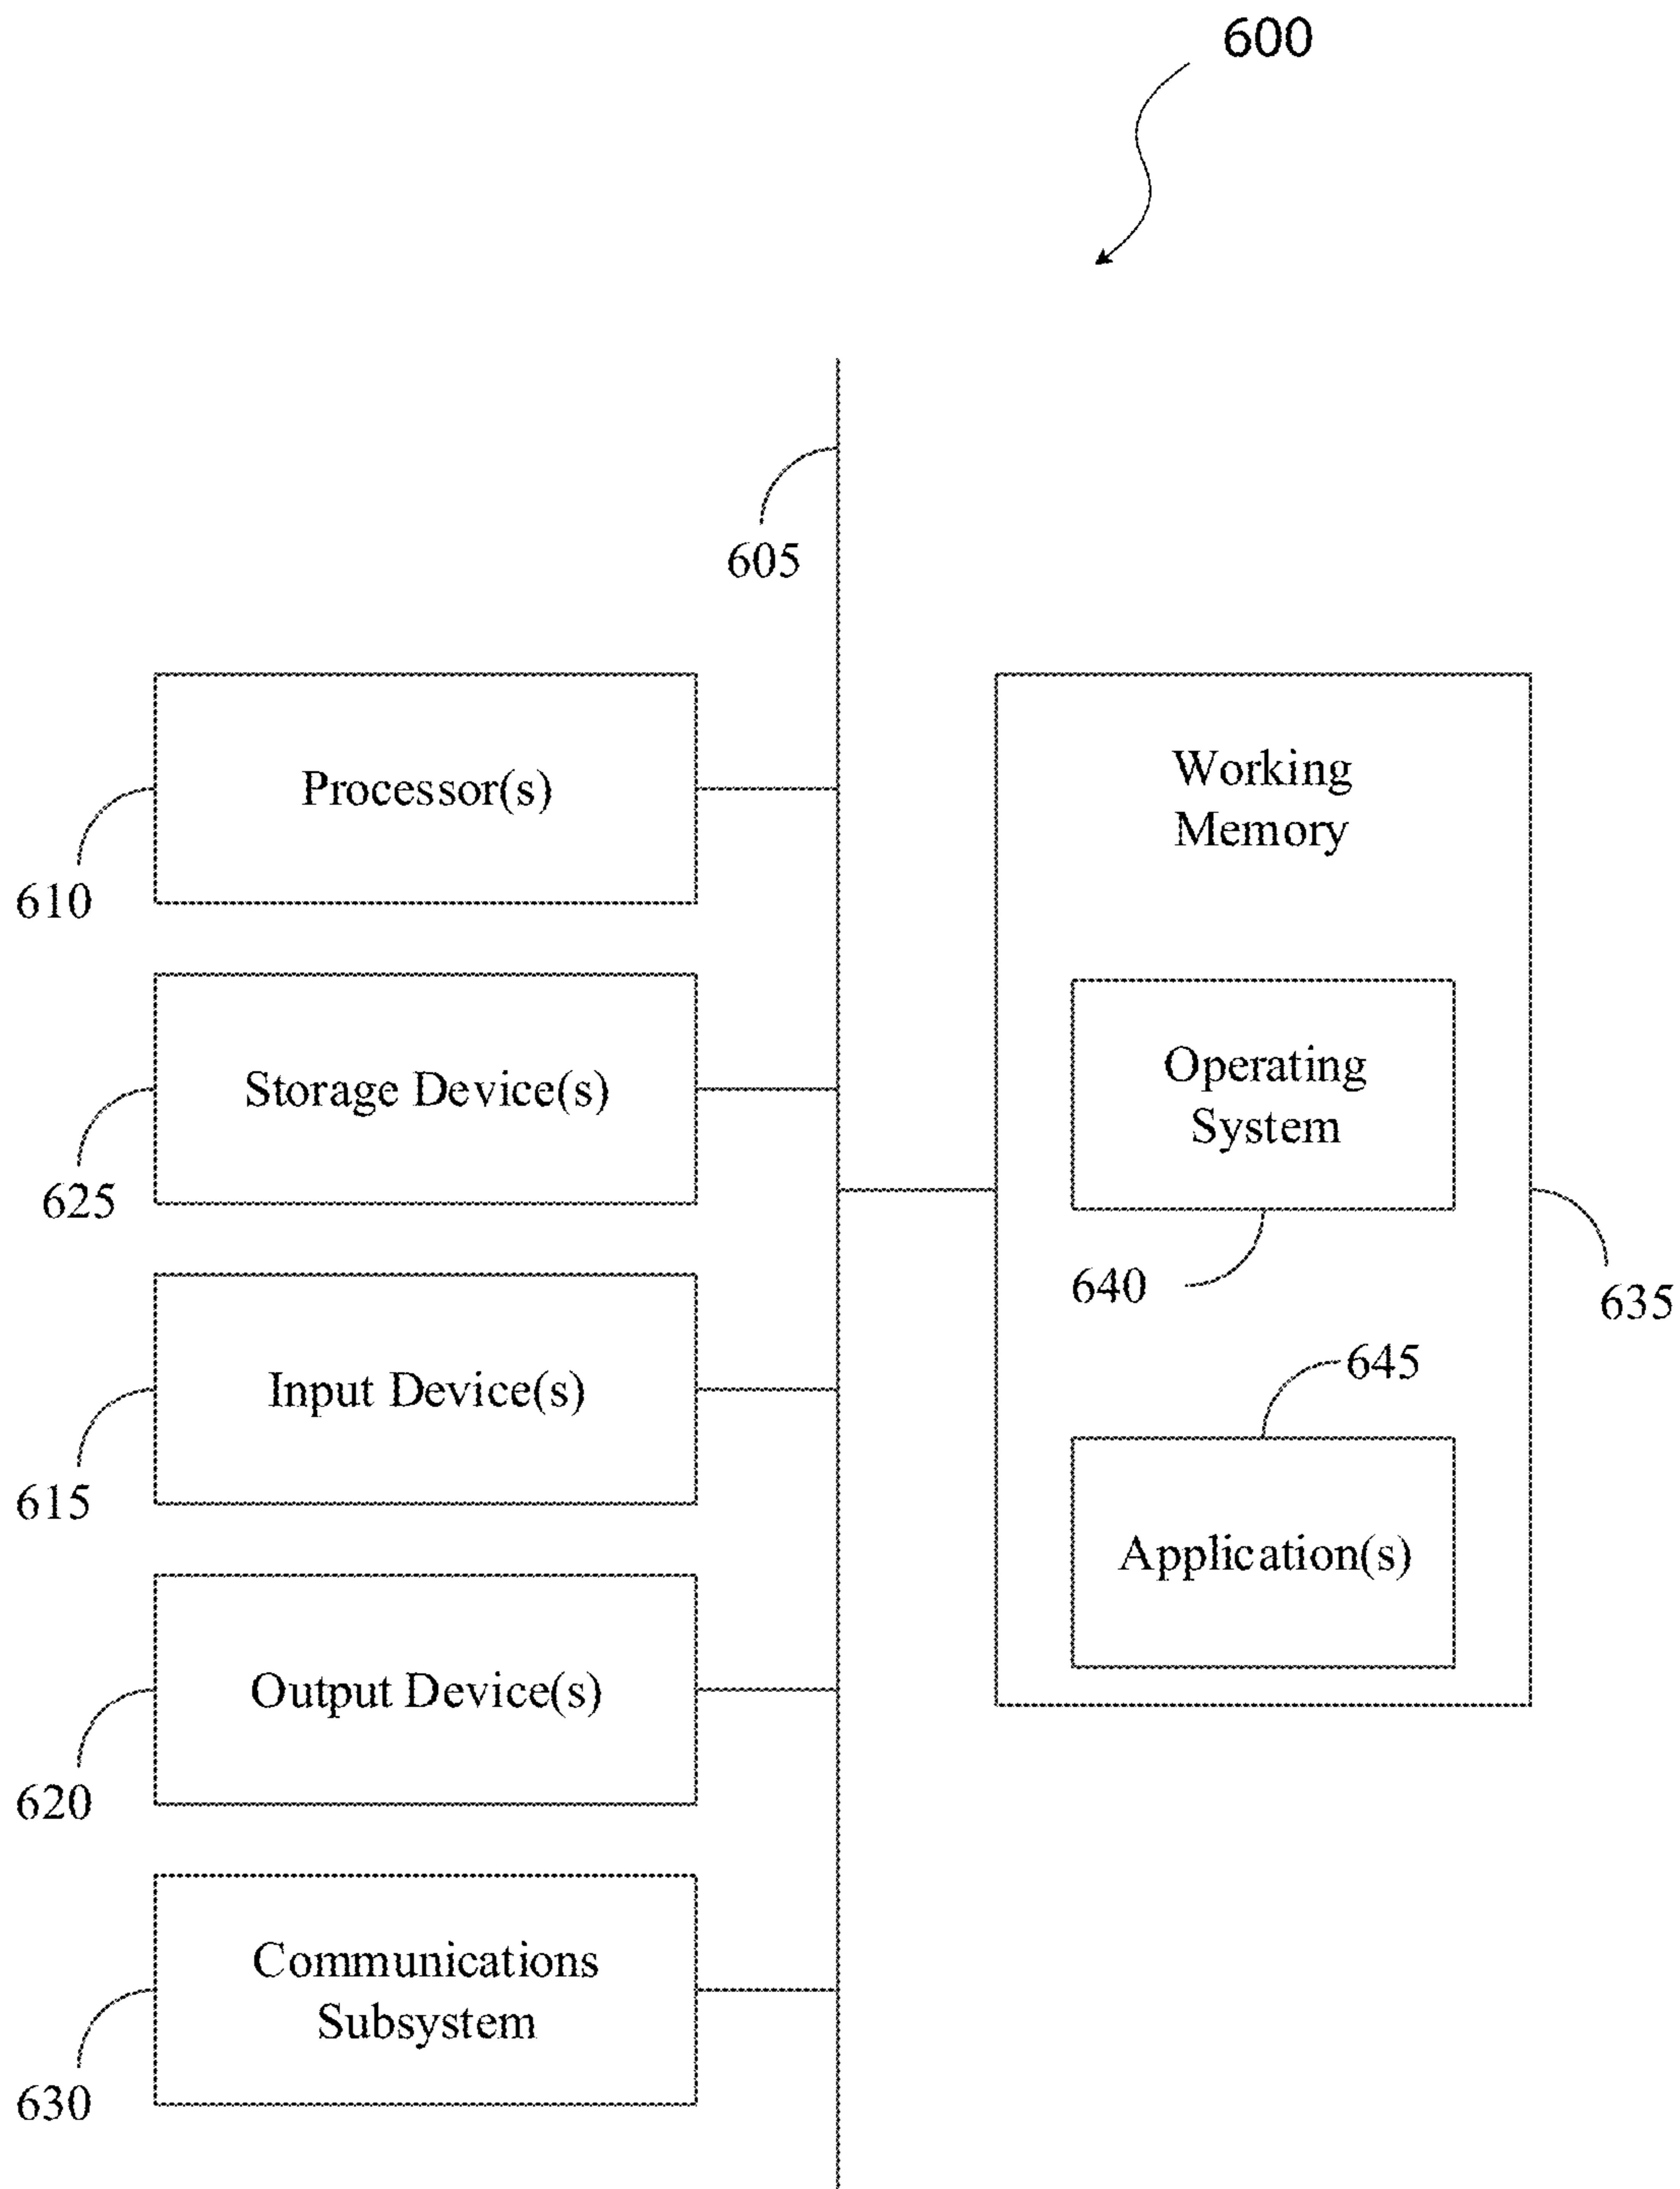 600
605
Processor(s)
610
Storage Device(s)
625
Input Device(s)
615
Output Device(s)
620
Communications
Subsystem
630
Working
Memory
Operating
System
640
635
645
Application(s)